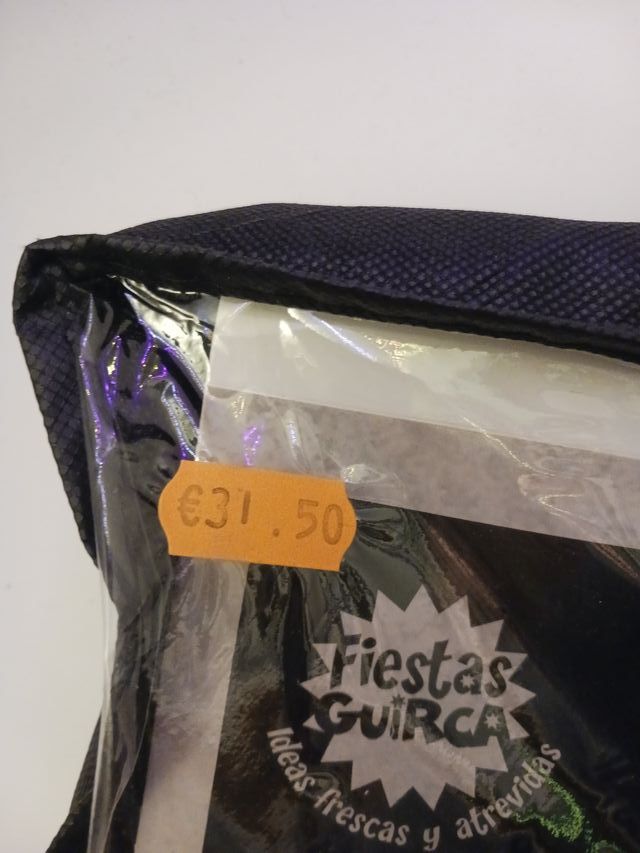 €31.50
Fiestas
GUiRCA
Ideas frescas y atrevidas